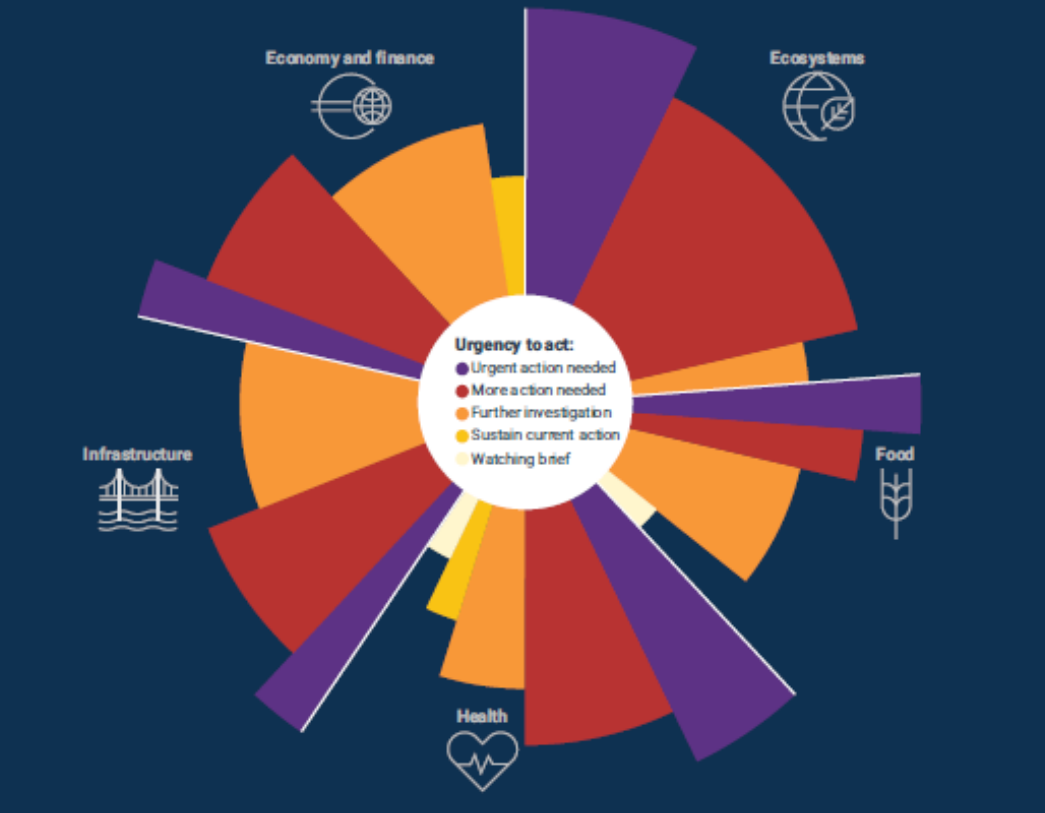 Economy and finance
Ecosystems
Urgency to act:
Urgent action needed
More action needed
Further investigation
Sustain current action
Watching brief
Infrastructure
Food
Health